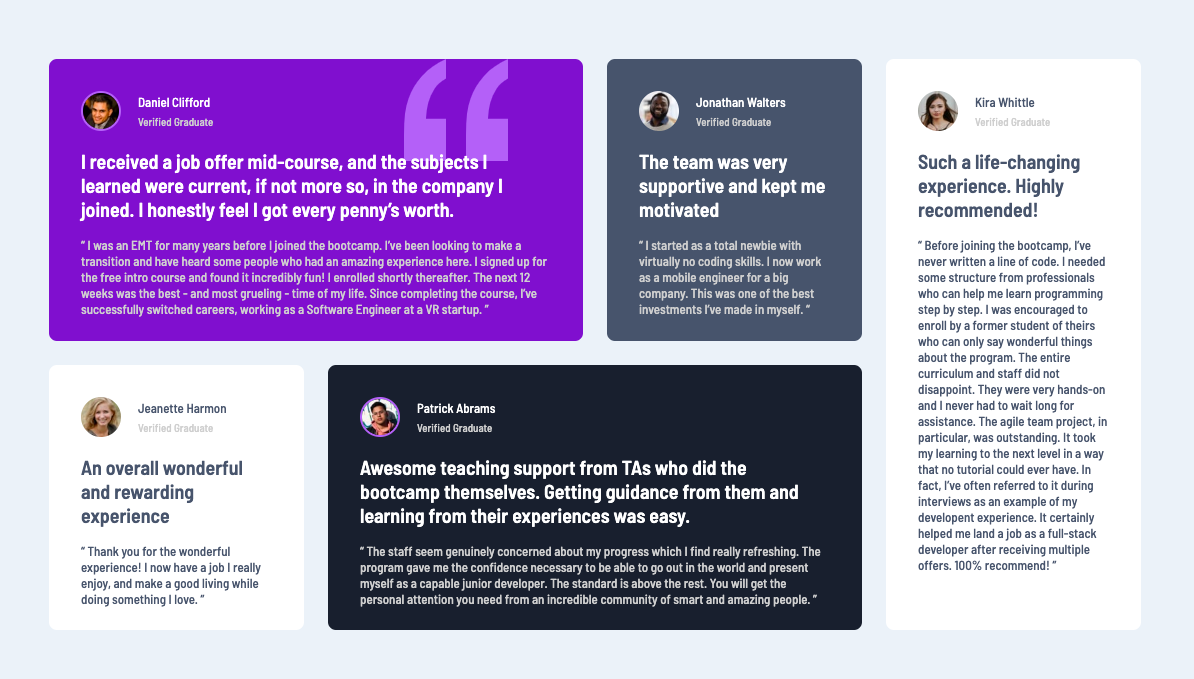 Daniel Clifford
Verified Graduate
I received a job offer mid-course, and the subjects I
learned were current, if not more so, in the company I
joined. I honestly feel I got every penny’s worth.
“ I was an EMT for many years before I joined the bootcamp. I’ve been looking to make a
transition and have heard some people who had an amazing experience here. I signed up for
the free intro course and found it incredibly fun! I enrolled shortly thereafter. The next 12
weeks was the best - and most grueling - time of my life. Since completing the course, I’ve
successfully switched careers, working as a Software Engineer at a VR startup. ”
Jonathan Walters
Verified Graduate
The team was very
supportive and kept me
motivated
“ I started as a total newbie with
virtually no coding skills. I now work
as a mobile engineer for a big
company. This was one of the best
investments I’ve made in myself. ”
Kira Whittle
Verified Graduate
Such a life-changing
experience. Highly
recommended!
“ Before joining the bootcamp, I’ve
never written a line of code. I needed
some structure from professionals
who can help me learn programming
step by step. I was encouraged to
enroll by a former student of theirs
who can only say wonderful things
about the program. The entire
curriculum and staff did not
disappoint. They were very hands-on
and I never had to wait long for
assistance. The agile team project, in
particular, was outstanding. It took
my learning to the next level in a way
that no tutorial could ever have. In
fact, I’ve often referred to it during
interviews as an example of my
developent experience. It certainly
helped me land a job as a full-stack
developer after receiving multiple
offers. 100% recommend! ”
Jeanette Harmon
Verified Graduate
An overall wonderful
and rewarding
experience
“ Thank you for the wonderful
experience! I now have a job I really
enjoy, and make a good living while
doing something I love. ”
Patrick Abrams
Verified Graduate
Awesome teaching support from TAs who did the
bootcamp themselves. Getting guidance from them and
learning from their experiences was easy.
“ The staff seem genuinely concerned about my progress which I find really refreshing. The
program gave me the confidence necessary to be able to go out in the world and present
myself as a capable junior developer. The standard is above the rest. You will get the
personal attention you need from an incredible community of smart and amazing people. ”